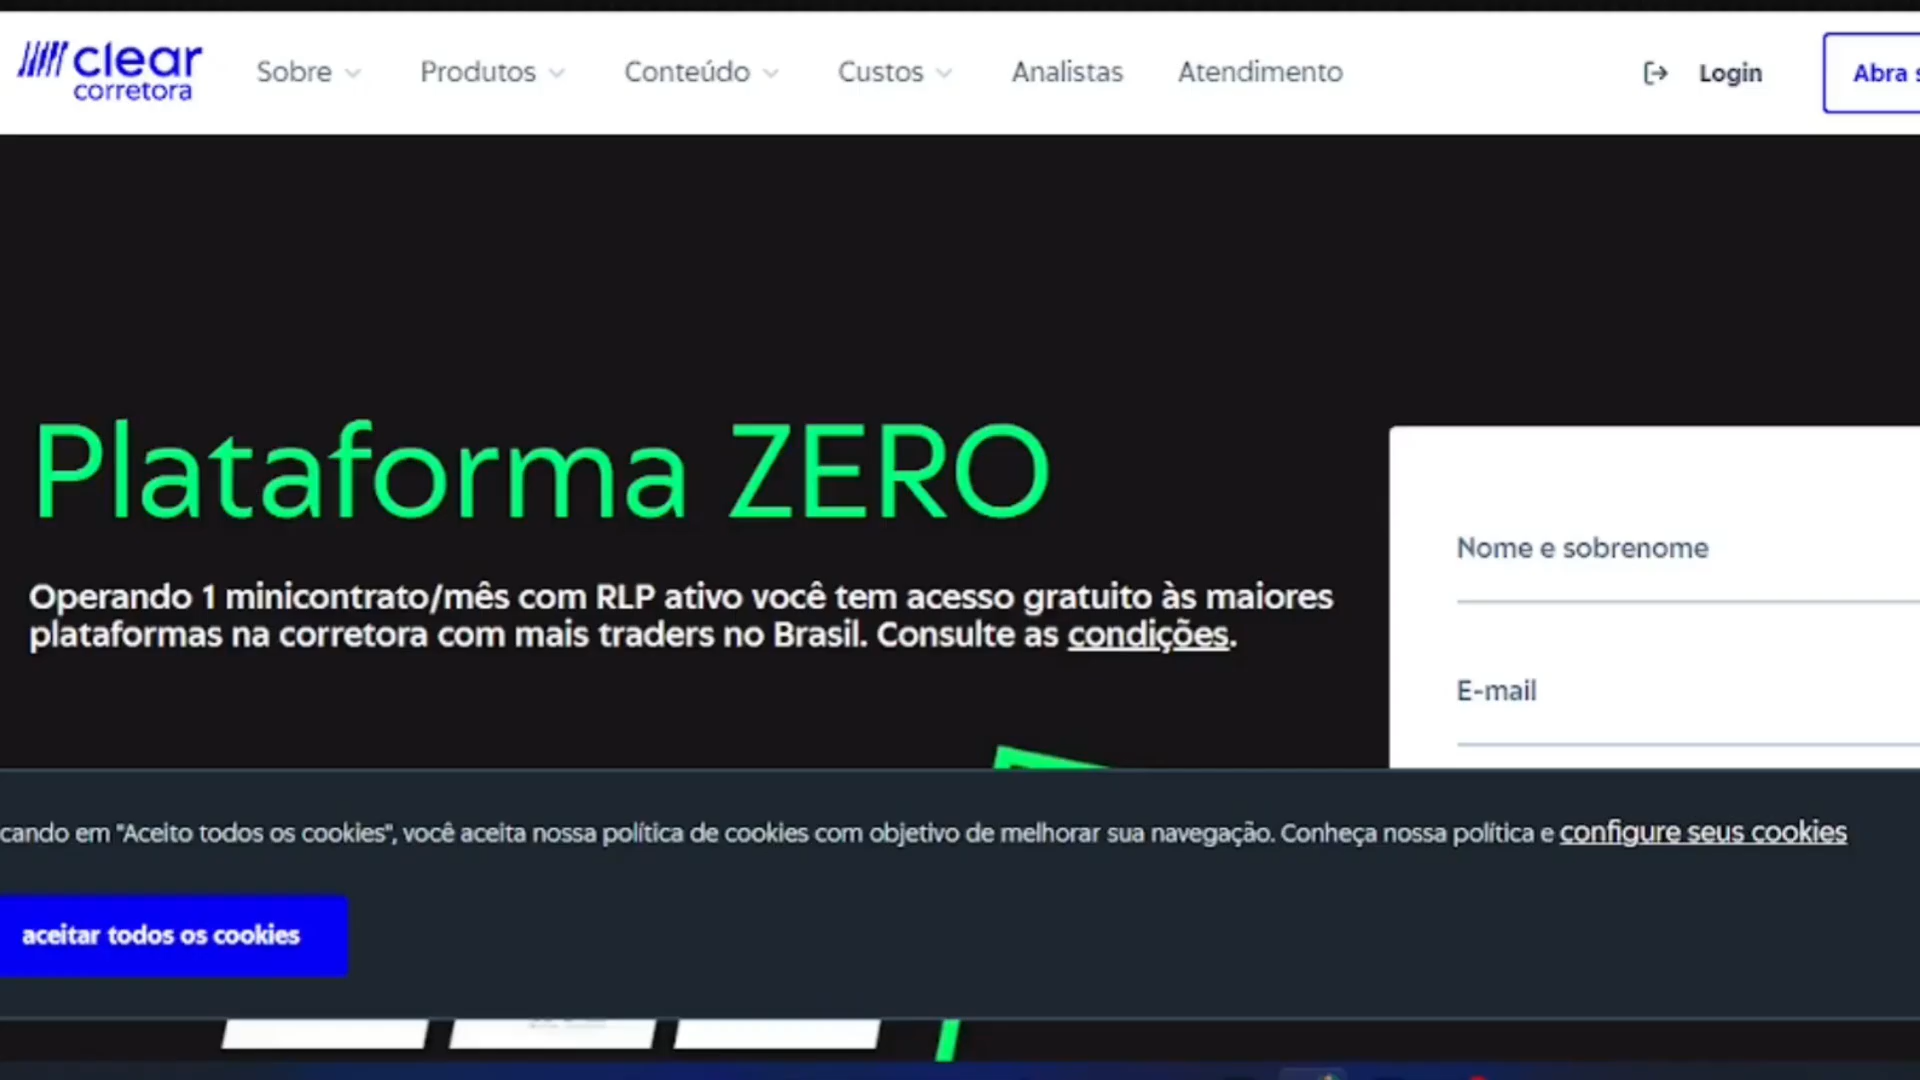 clear
corretora
Sobre
Produtos
Conteúdo
Custos
Analistas
Atendimento
Login
Abra
Plataforma ZERO
Operando 1 minicontrato/mês com RLP ativo você tem acesso gratuito às maiores
plataformas na corretora com mais traders no Brasil. Consulte as condições.
Nome e sobrenome
E-mail
cando em "Aceito todos os cookies", você aceita nossa política de cookies com objetivo de melhorar sua navegação. Conheça nossa política e configure seus cookies
aceitar todos os cookies